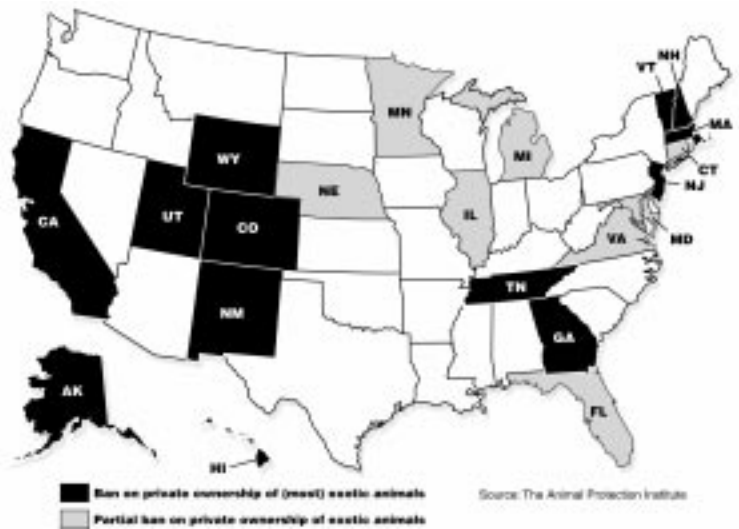 NH
VT
MN
MA
WY
MI
CT
NE
NJ
IL
CA
UT
CO
VA
MD
TN
NM
GA
AK
FL
HI
Ban on private ownership of (most) exotic animals
Source: The Animal Protection Institute
Partial ban on private ownership of exotic animals